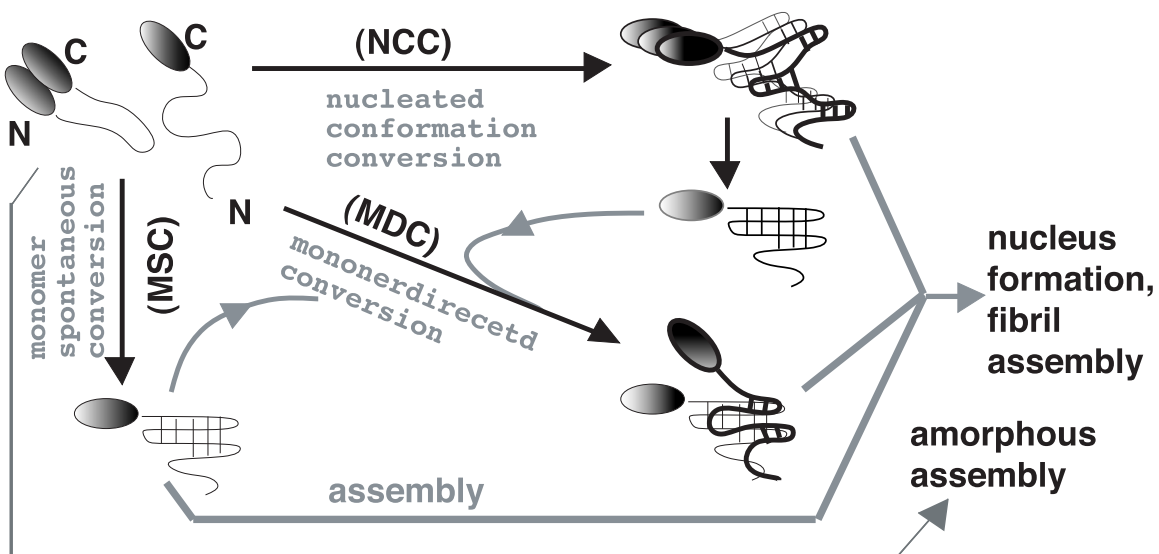 C
C
N
N
(NCC)
nucleated
conformation
conversion
(MDC)
mononerdirecetd
conversion
monomer
spontaneous
conversion
(MSC)
assembly
nucleus
formation,
fibril
assembly
amorphous
assembly